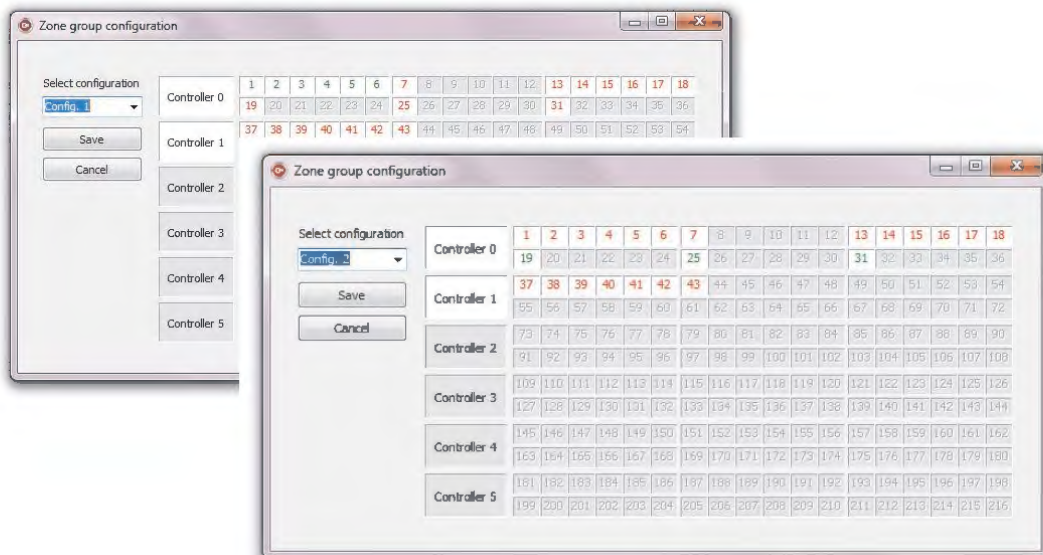 Zone group configuration
Select configuration
Config. 1
Save
Cancel
Controller 0
1 2 3 4 5 6 7 8 9 10 11 12 13 14 15 16 17 18
19 20 21 22 23 24 25 26 27 28 29 30 31 32 33 34 35 36
Controller 1
37 38 39 40 41 42 43 44 45 46 47 48 49 50 51 52 53 54
Controller 2
Controller 3
Controller 4
Controller 5
Zone group configuration
Select configuration
Config. 2
Save
Cancel
Controller 0
1 2 3 4 5 6 7 8 9 10 11 12 13 14 15 16 17 18
19 20 21 22 23 24 25 26 27 28 29 30 31 32 33 34 35 36
Controller 1
37 38 39 40 41 42 43 44 45 46 47 48 49 50 51 52 53 54
55 56 57 58 59 60 61 62 63 64 65 66 67 68 69 70 71 72
Controller 2
73 74 75 76 77 78 79 80 81 82 83 84 85 86 87 88 89 90
91 92 93 94 95 96 97 98 99 100 101 102 103 104 105 106 107 108
Controller 3
109 110 111 112 113 114 115 116 117 118 119 120 121 122 123 124 125 126
127 128 129 130 131 132 133 134 135 136 137 138 139 140 141 142 143 144
Controller 4
145 146 147 148 149 150 151 152 153 154 155 156 157 158 159 160 161 162
163 164 165 166 167 168 169 170 171 172 173 174 175 176 177 178 179 180
Controller 5
181 182 183 184 185 186 187 188 189 190 191 192 193 194 195 196 197 198
199 200 201 202 203 204 205 206 207 208 209 210 211 212 213 214 215 216